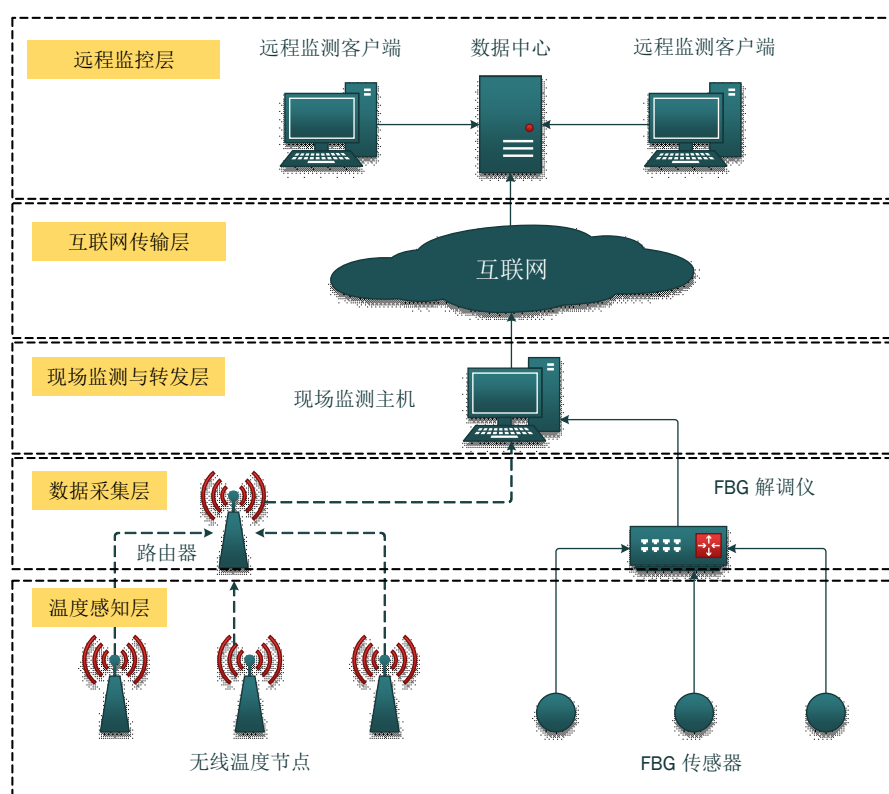 远程监控层
远程监测客户端
数据中心
远程监测客户端
互联网传输层
互联网
现场监测与转发层
现场监测主机
数据采集层
FBG 解调仪
路由器
温度感知层
无线温度节点
FBG 传感器